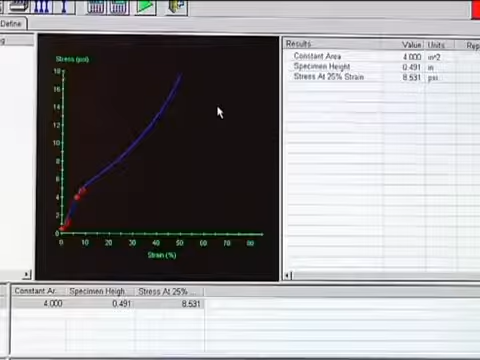 Define
Results Value Units Rep
Constant Area 4.000 in^2
Specimen Height 0.491 in
Stress At 25% Strain 8.531 psi
Stress (psi)
18
16
14
12
10
8
6
4
2
0
0 10 20 30 40 50 60 70 80
Strain (%)
Constant Ar... Specimen Heigh... Stress At 25% ...
4.000 0.491 8.531